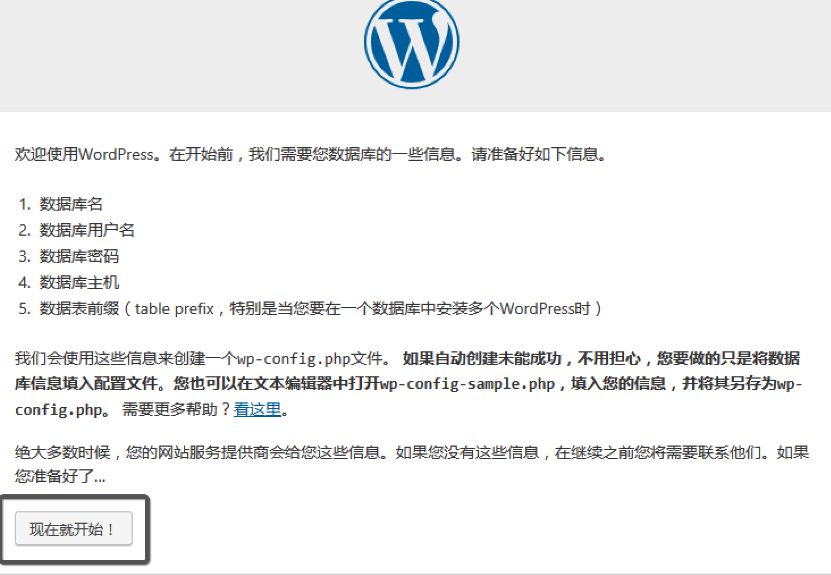 欢迎使用WordPress。在开始前，我们需要您数据库的一些信息。请准备好如下信息。
1. 数据库名
2. 数据库用户名
3. 数据库密码
4. 数据库主机
5. 数据表前缀（table prefix，特别是当您要在一个数据库中安装多个WordPress时）
我们会使用这些信息来创建一个wp-config.php文件。 如果自动创建未能成功，不用担心，您要做的只是将数据
库信息填入配置文件。您也可以在文本编辑器中打开wp-config-sample.php，填入您的信息，并将其另存为wp-
config.php。 需要更多帮助？看这里。
绝大多数时候，您的网站服务提供商会给您这些信息。如果您没有这些信息，在继续之前您将需要联系他们。如果
您准备好了...
现在就开始！